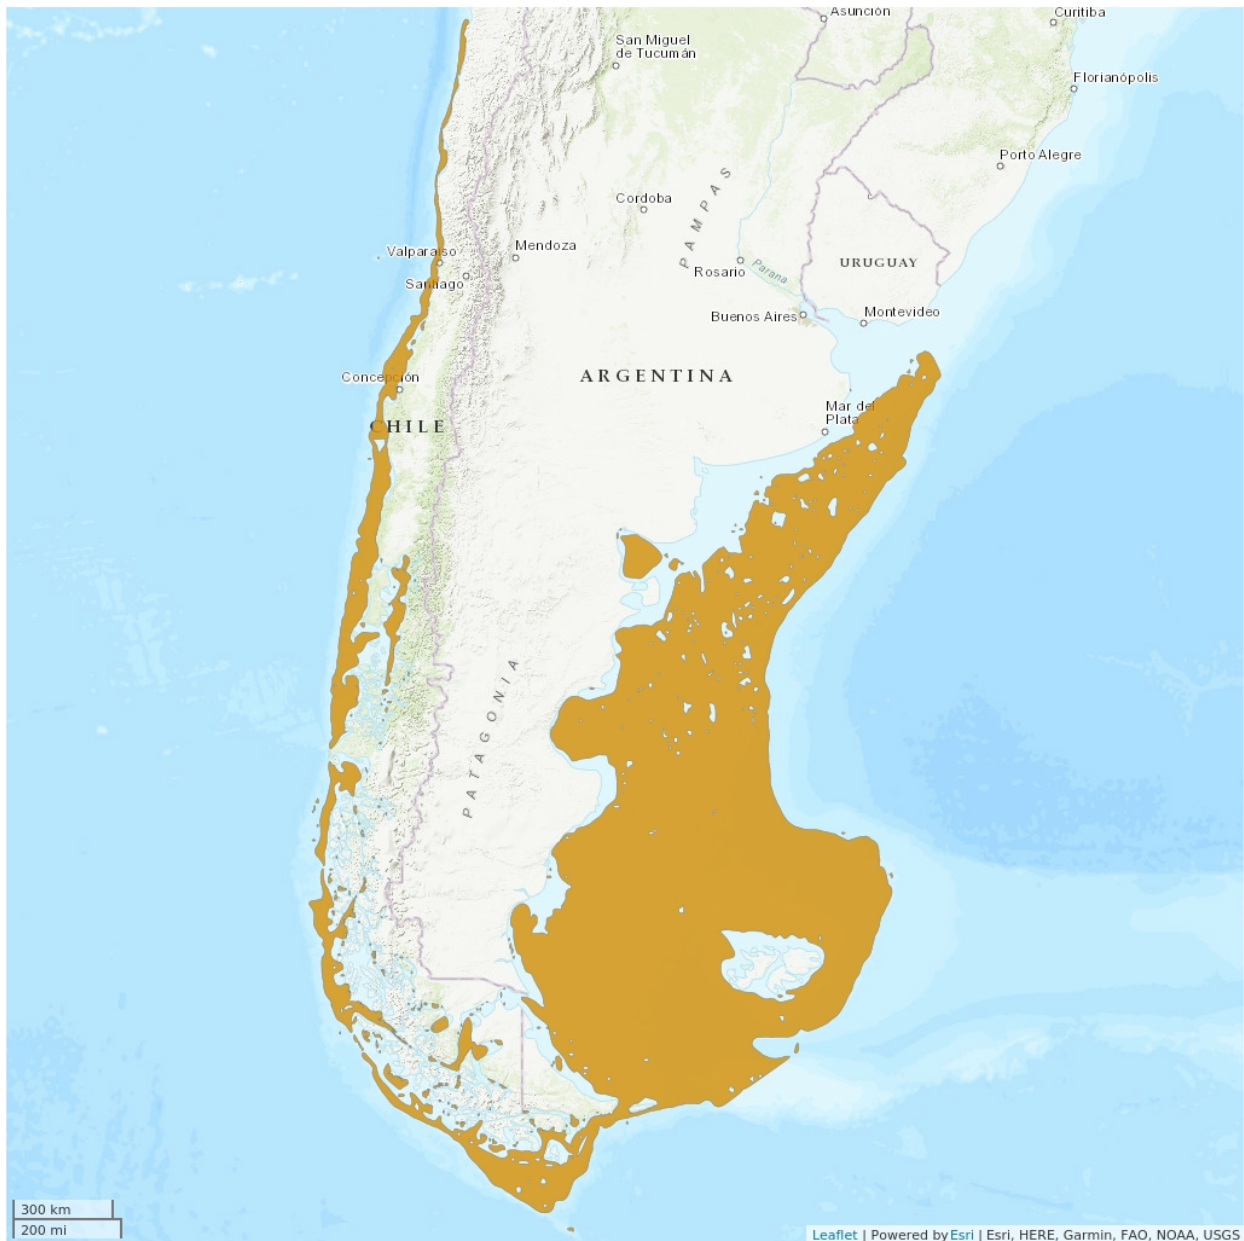 Asunción
Curitiba
San Miguel
de Tucumán
Florianópolis
Porto Alegre
PAMPAS
Cordoba
Valparaíso
Mendoza
Santiago
Rosario
Parana
URUGUAY
Buenos Aires
Montevideo
Concepción
ARGENTINA
Mar del
Plata
CHILE
PATAGONIA
300 km
200 mi
Leaflet | Powered by Esri | Esri, HERE, Garmin, FAO, NOAA, USGS